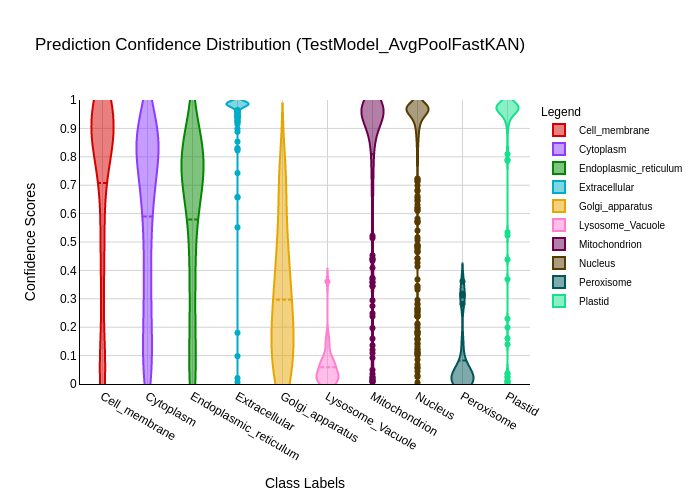 Prediction Confidence Distribution (TestModel_AvgPoolFastKAN)
Confidence Scores
1
0.9
0.8
0.7
0.6
0.5
0.4
0.3
0.2
0.1
0
Cell_membrane
Cytoplasm
Endoplasmic_reticulum
Extracellular
Golgi_apparatus
Lysosome_Vacuole
Mitochondrion
Nucleus
Peroxisome
Plastid
Class Labels
Legend
Cell_membrane
Cytoplasm
Endoplasmic_reticulum
Extracellular
Golgi_apparatus
Lysosome_Vacuole
Mitochondrion
Nucleus
Peroxisome
Plastid